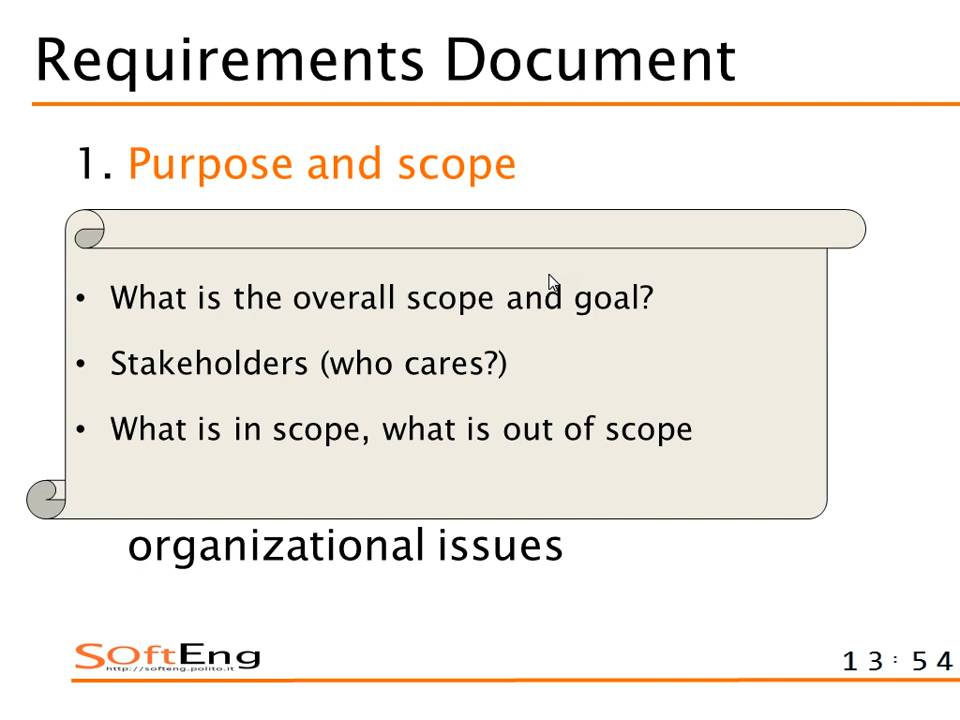 Requirements Document
1. Purpose and scope
• What is the overall scope and goal?
• Stakeholders (who cares?)
• What is in scope, what is out of scope
organizational issues
SOftEng
http://softeng.polito.it
13:54